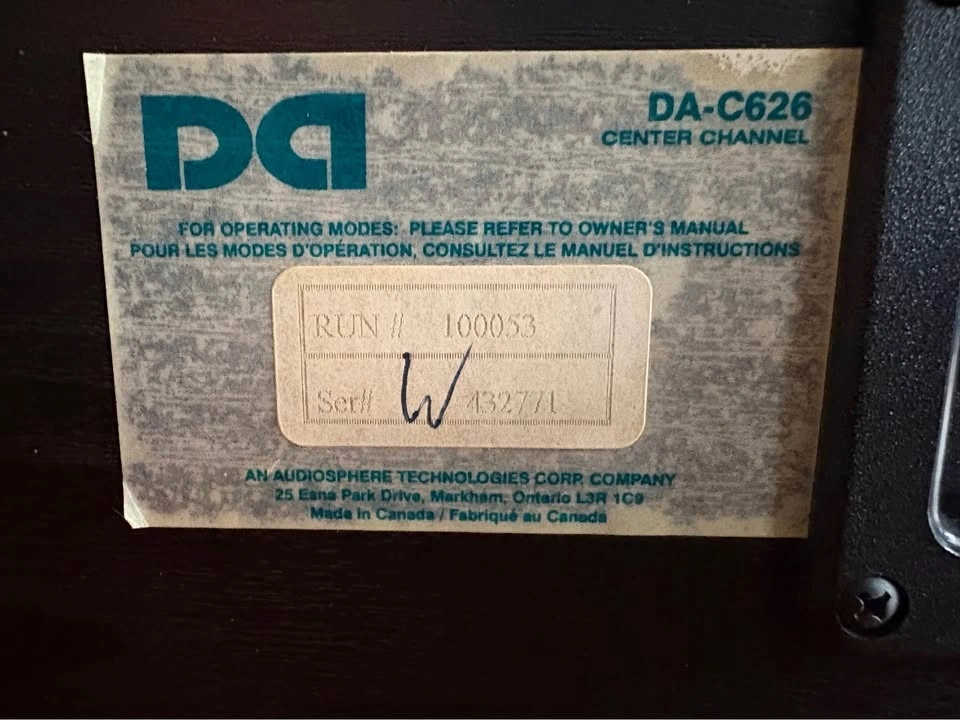 DA
DA-C626
CENTER CHANNEL
FOR OPERATING MODES: PLEASE REFER TO OWNER'S MANUAL
POUR LES MODES D'OPÉRATION, CONSULTEZ LE MANUEL D'INSTRUCTIONS
RUN # 100053
Ser# W 432771
AN AUDIOSPHERE TECHNOLOGIES CORP. COMPANY
25 Esna Park Drive, Markham, Ontario L3R 1C9
Made in Canada / Fabriqué au Canada